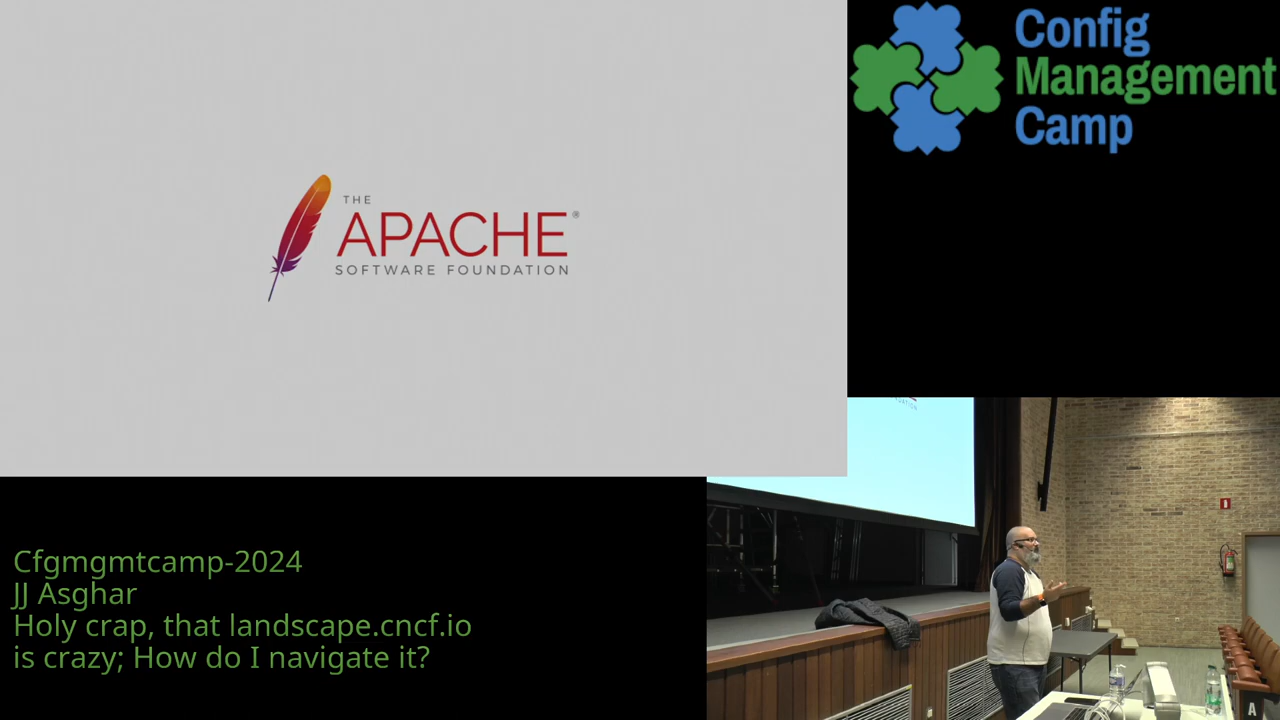 THE
APACHE®
SOFTWARE FOUNDATION
Config
Management
Camp
Cfgmgmtcamp-2024
JJ Asghar
Holy crap, that landscape.cncf.io
is crazy; How do I navigate it?
A